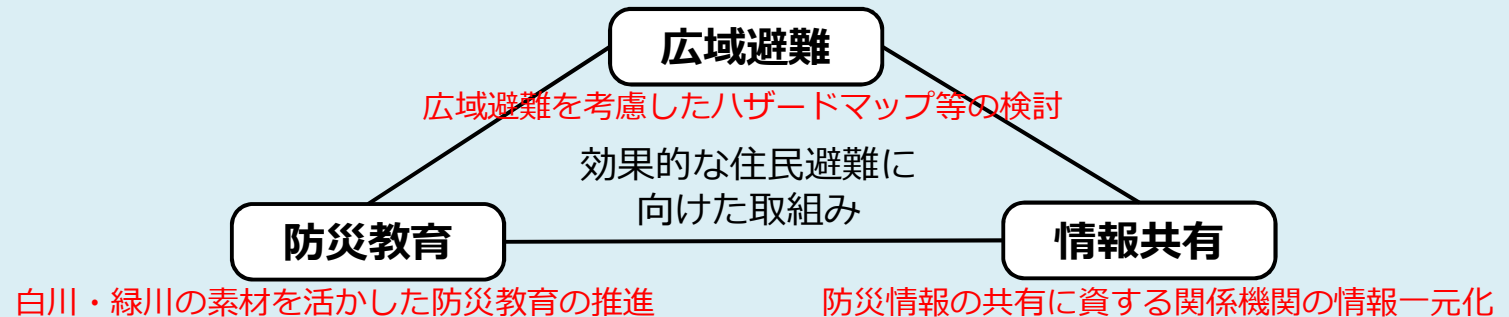 広域避難
広域避難を考慮したハザードマップ等の検討
効果的な住民避難に
向けた取組み
防災教育
情報共有
白川・緑川の素材を活かした防災教育の推進
防災情報の共有に資する関係機関の情報一元化